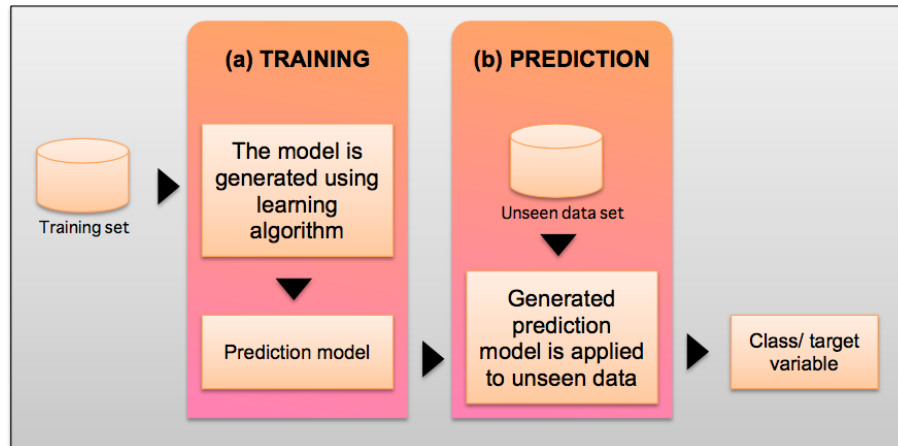 (a) TRAINING
(b) PREDICTION
Training set
The model is
generated using
learning
algorithm
Prediction model
Unseen data set
Generated
prediction
model is applied
to unseen data
Class/ target
variable